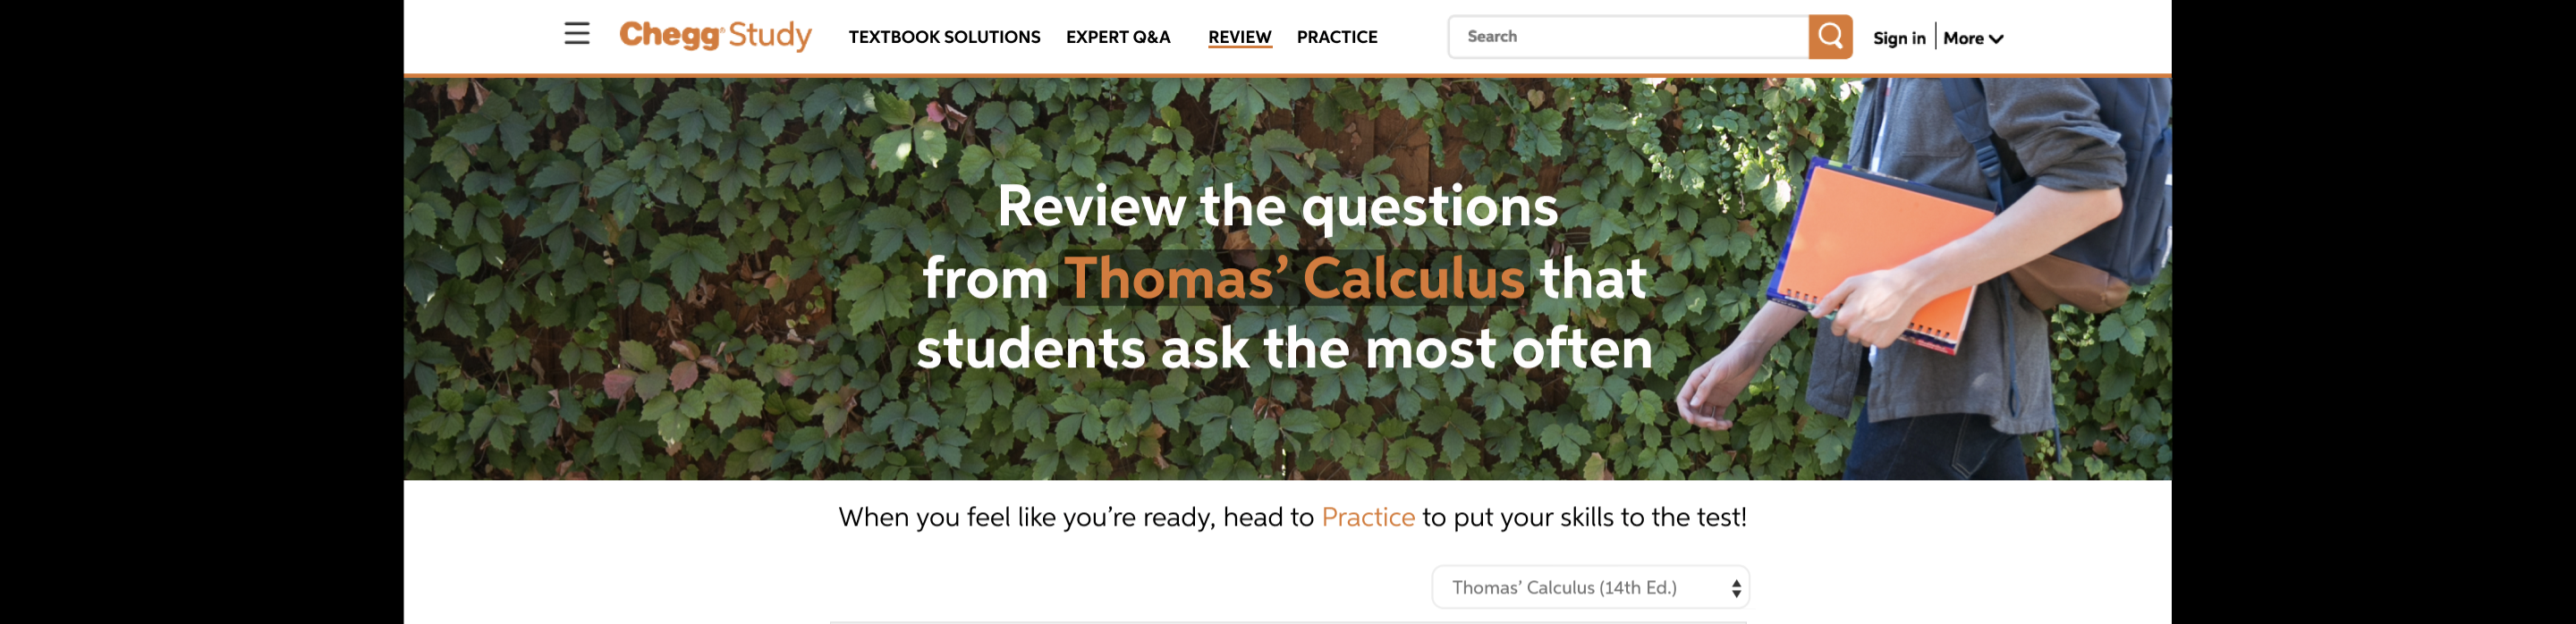 Chegg® Study
TEXTBOOK SOLUTIONS
EXPERT Q&A
REVIEW
PRACTICE
Search
Sign in
More
Review the questions
from Thomas’ Calculus that
students ask the most often
When you feel like you’re ready, head to Practice to put your skills to the test!
Thomas’ Calculus (14th Ed.)